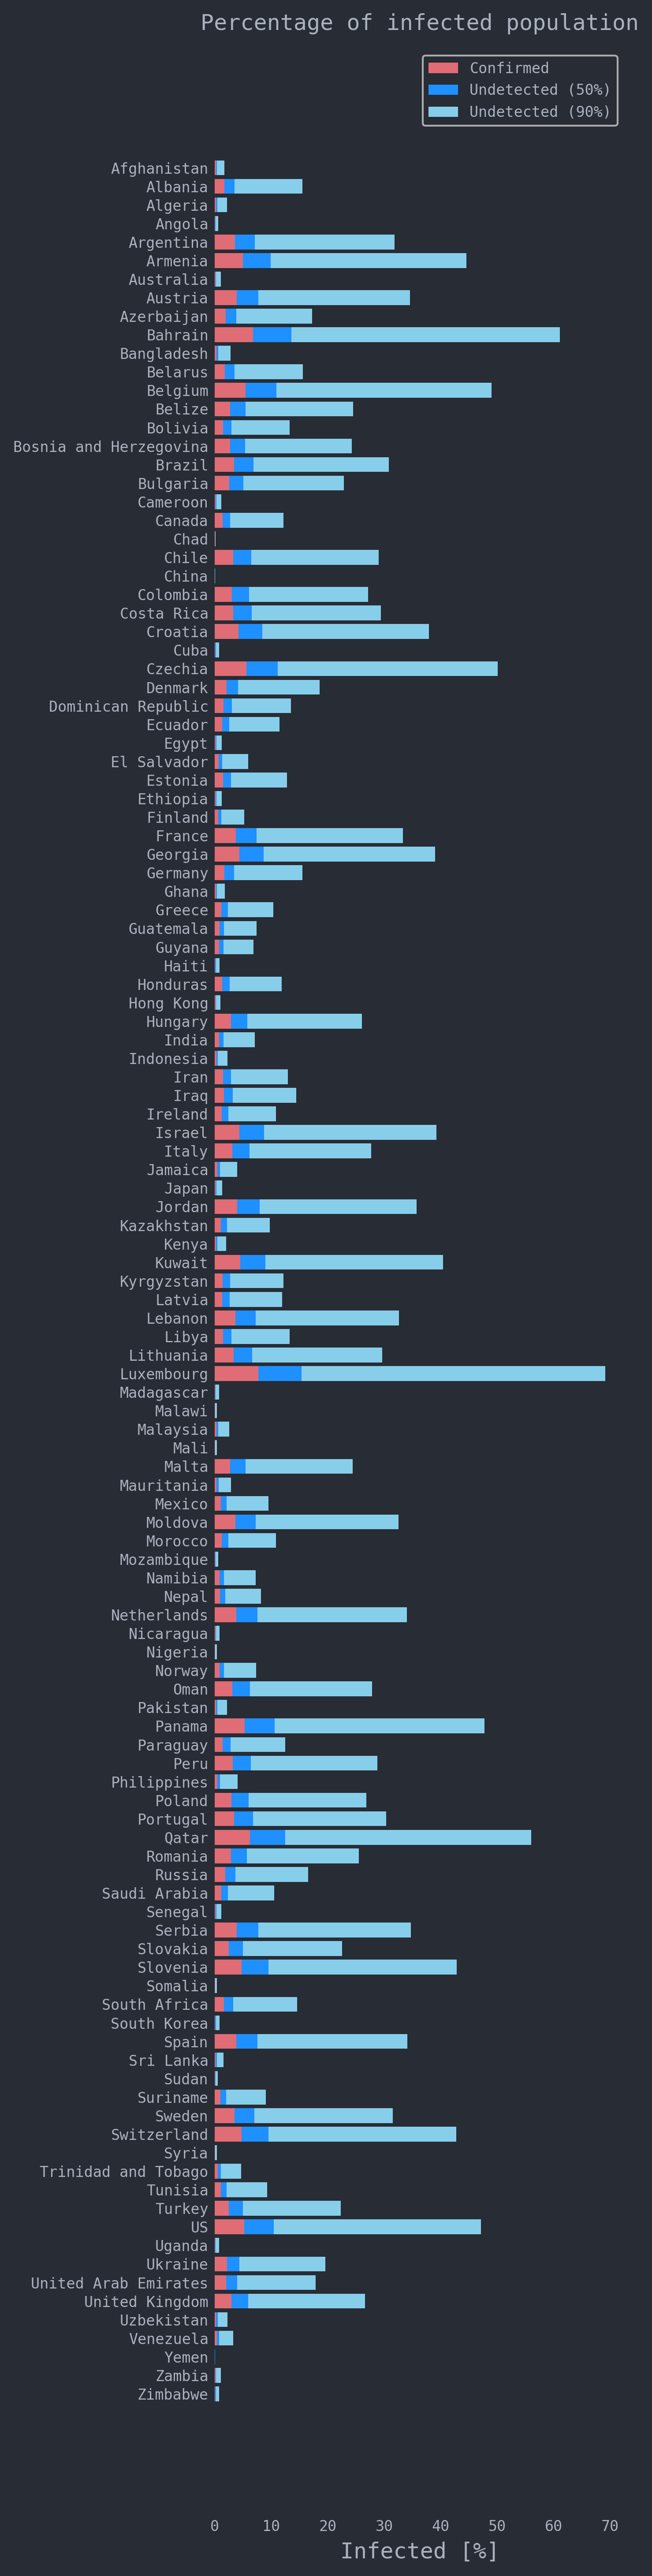 Percentage of infected population
Confirmed
Undetected (50%)
Undetected (90%)
Afghanistan
Albania
Algeria
Angola
Argentina
Armenia
Australia
Austria
Azerbaijan
Bahrain
Bangladesh
Belarus
Belgium
Belize
Bolivia
Bosnia and Herzegovina
Brazil
Bulgaria
Cameroon
Canada
Chad
Chile
China
Colombia
Costa Rica
Croatia
Cuba
Czechia
Denmark
Dominican Republic
Ecuador
Egypt
El Salvador
Estonia
Ethiopia
Finland
France
Georgia
Germany
Ghana
Greece
Guatemala
Guyana
Haiti
Honduras
Hong Kong
Hungary
India
Indonesia
Iran
Iraq
Ireland
Israel
Italy
Jamaica
Japan
Jordan
Kazakhstan
Kenya
Kuwait
Kyrgyzstan
Latvia
Lebanon
Libya
Lithuania
Luxembourg
Madagascar
Malawi
Malaysia
Mali
Malta
Mauritania
Mexico
Moldova
Morocco
Mozambique
Namibia
Nepal
Netherlands
Nicaragua
Nigeria
Norway
Oman
Pakistan
Panama
Paraguay
Peru
Philippines
Poland
Portugal
Qatar
Romania
Russia
Saudi Arabia
Senegal
Serbia
Slovakia
Slovenia
Somalia
South Africa
South Korea
Spain
Sri Lanka
Sudan
Suriname
Sweden
Switzerland
Syria
Trinidad and Tobago
Tunisia
Turkey
US
Uganda
Ukraine
United Arab Emirates
United Kingdom
Uzbekistan
Venezuela
Yemen
Zambia
Zimbabwe
0 10 20 30 40 50 60 70
Infected [%]